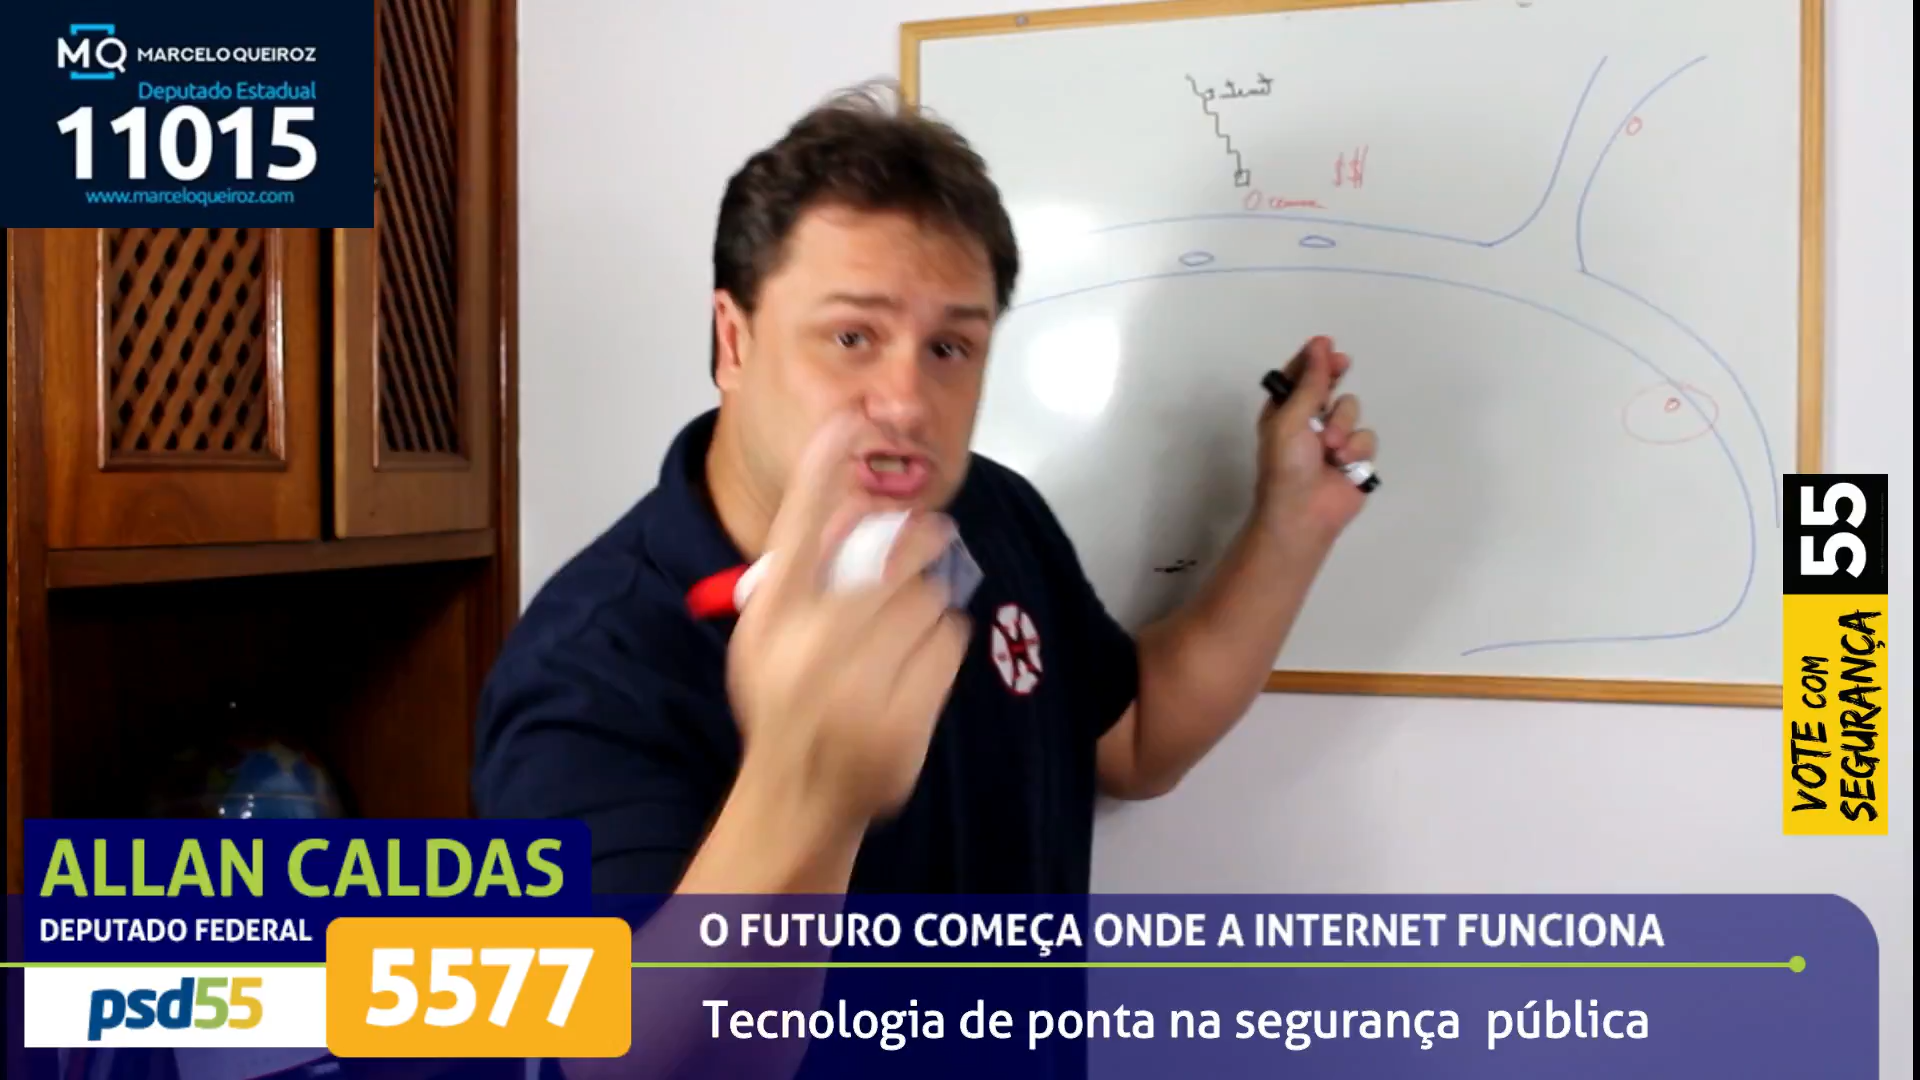 MQ MARCELO QUEIROZ
Deputado Estadual
11015
www.marceloqueiroz.com
$$
55
VOTE COM
SEGURANÇA
ALLAN CALDAS
DEPUTADO FEDERAL
5577
psd55
O FUTURO COMEÇA ONDE A INTERNET FUNCIONA
Tecnologia de ponta na segurança pública